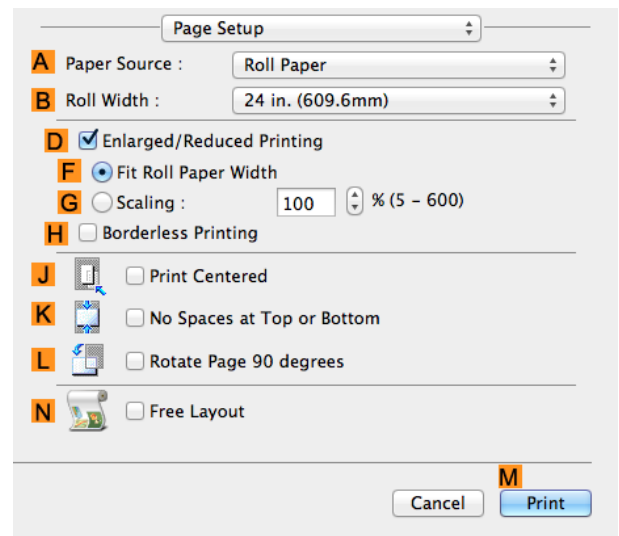 Page Setup
A Paper Source : Roll Paper
B Roll Width : 24 in. (609.6mm)
D Enlarged/Reduced Printing
F Fit Roll Paper Width
G Scaling : 100 % (5 – 600)
H Borderless Printing
J Print Centered
K No Spaces at Top or Bottom
L Rotate Page 90 degrees
N Free Layout
M
Cancel Print